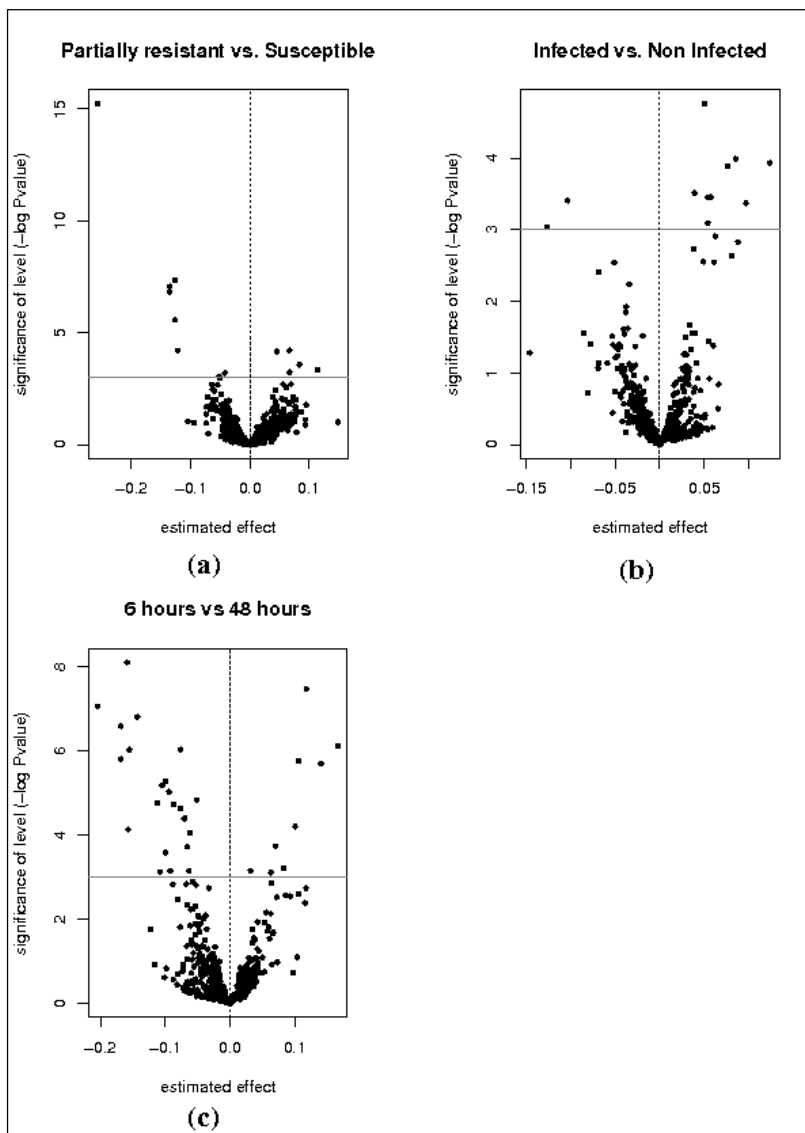 Partially resistant vs. Susceptible
significance of level (−log Pvalue)
15
10
5
0
−0.2 −0.1 0.0 0.1
estimated effect
(a)
Infected vs. Non Infected
significance of level (−log Pvalue)
4
3
2
1
0
−0.15 −0.05 0.05
estimated effect
(b)
6 hours vs 48 hours
significance of level (−log Pvalue)
8
6
4
2
0
−0.2 −0.1 0.0 0.1
estimated effect
(c)